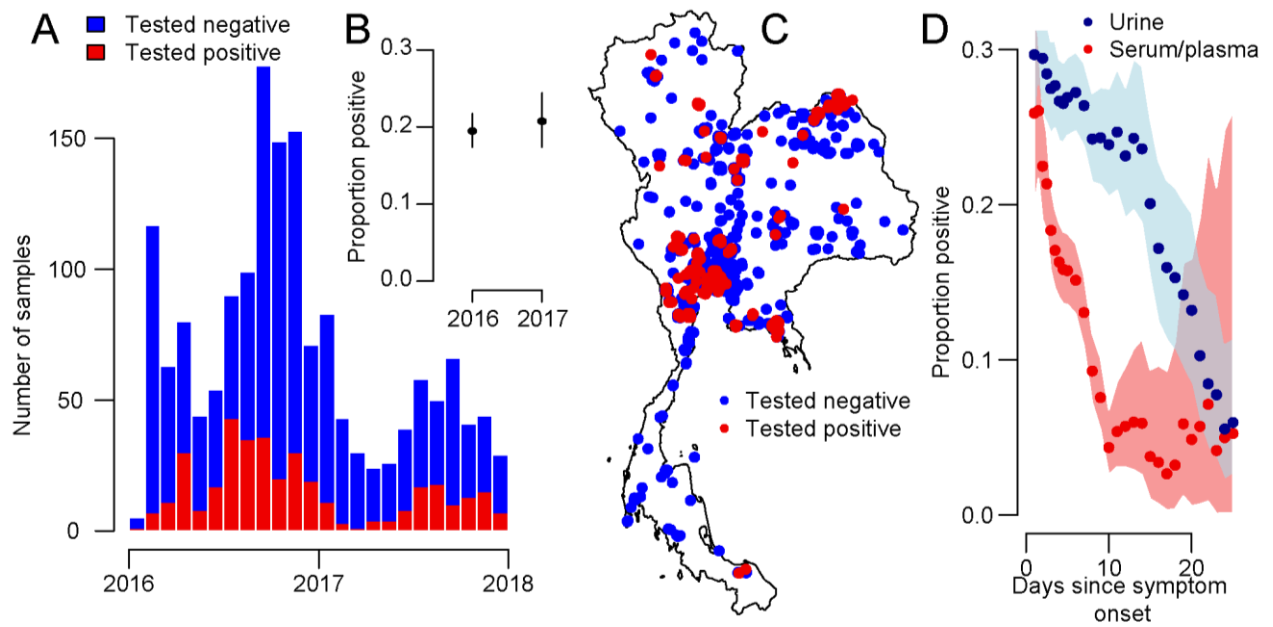 A
Tested negative
Tested positive
Number of samples
150
100
50
0
2016
2017
2018
B
Proportion positive
0.3
0.2
0.1
0.0
2016
2017
C
Tested negative
Tested positive
D
Urine
Serum/plasma
Proportion positive
0.3
0.2
0.1
0.0
0
10
20
Days since symptom
onset